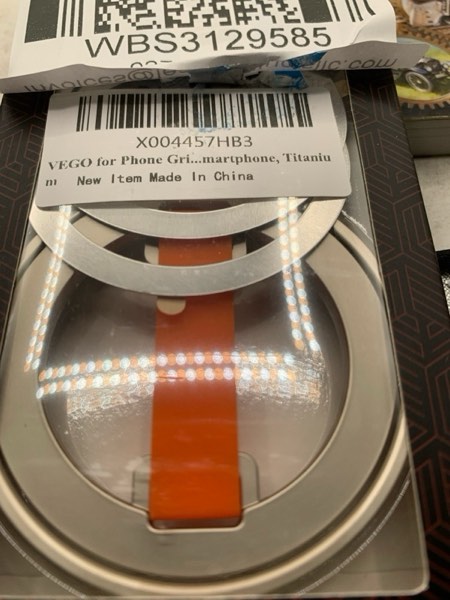 WBS3129585
X004457HB3
VEGO for Phone Gri...martphone, Titaniu
m New Item Made In China